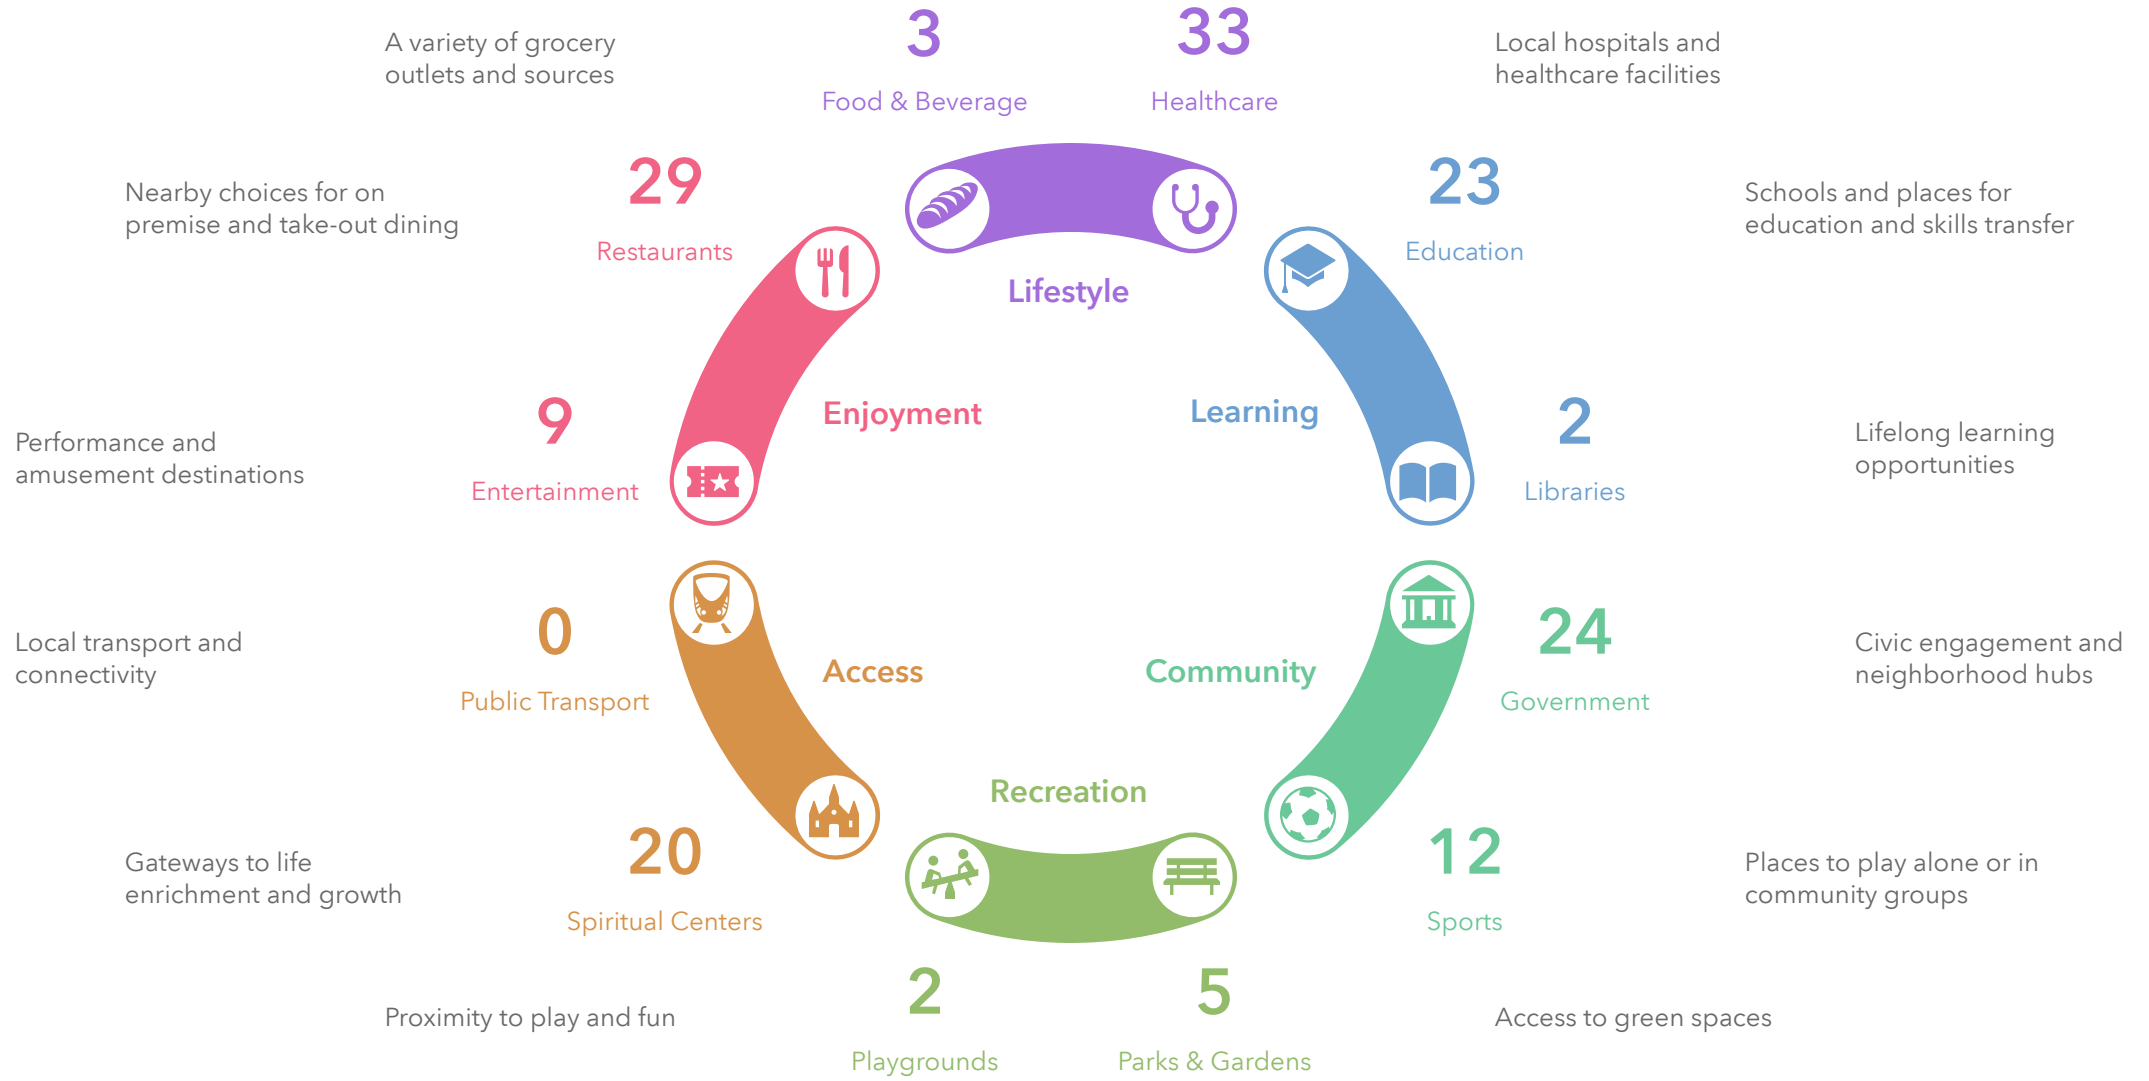 A variety of grocery
outlets and sources
3
Food & Beverage
33
Healthcare
Local hospitals and
healthcare facilities
Nearby choices for on
premise and take-out dining
29
Restaurants
23
Education
Schools and places for
education and skills transfer
Lifestyle
Performance and
amusement destinations
9
Entertainment
Enjoyment
Learning
2
Libraries
Lifelong learning
opportunities
Local transport and
connectivity
0
Public Transport
Access
Community
24
Government
Civic engagement and
neighborhood hubs
Recreation
Gateways to life
enrichment and growth
20
Spiritual Centers
12
Sports
Places to play alone or in
community groups
Proximity to play and fun
2
Playgrounds
5
Parks & Gardens
Access to green spaces